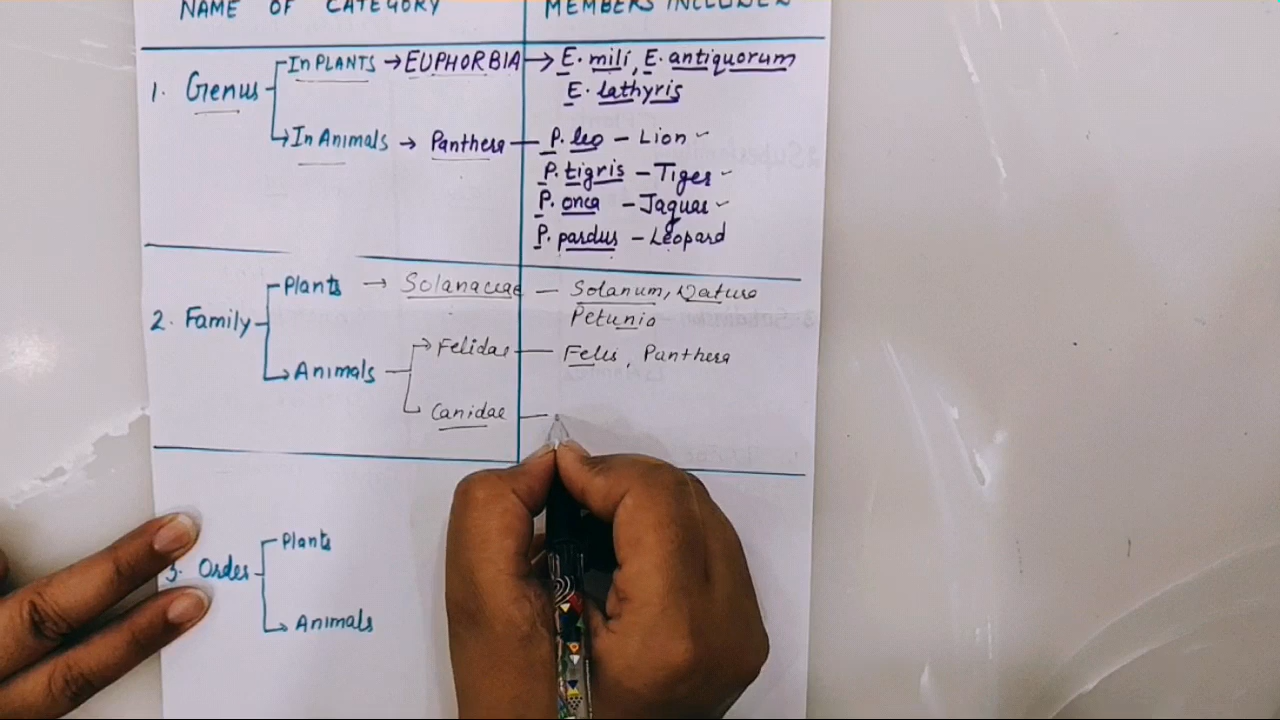 NAME OF CATEGORY MEMBERS INCLUDED
1. Genus In PLANTS → EUPHORBIA → E. mili, E. antiquorum
E. lathyris
In Animals → Panthera — P. leo – Lion
P. tigris – Tiger
P. onca – Jaguar
P. pardus – Leopard
2. Family Plants → Solanaceae — Solanum, Datura
Petunia
Animals Felidae — Felis, Panthera
Canidae —
3. Order Plants
Animals